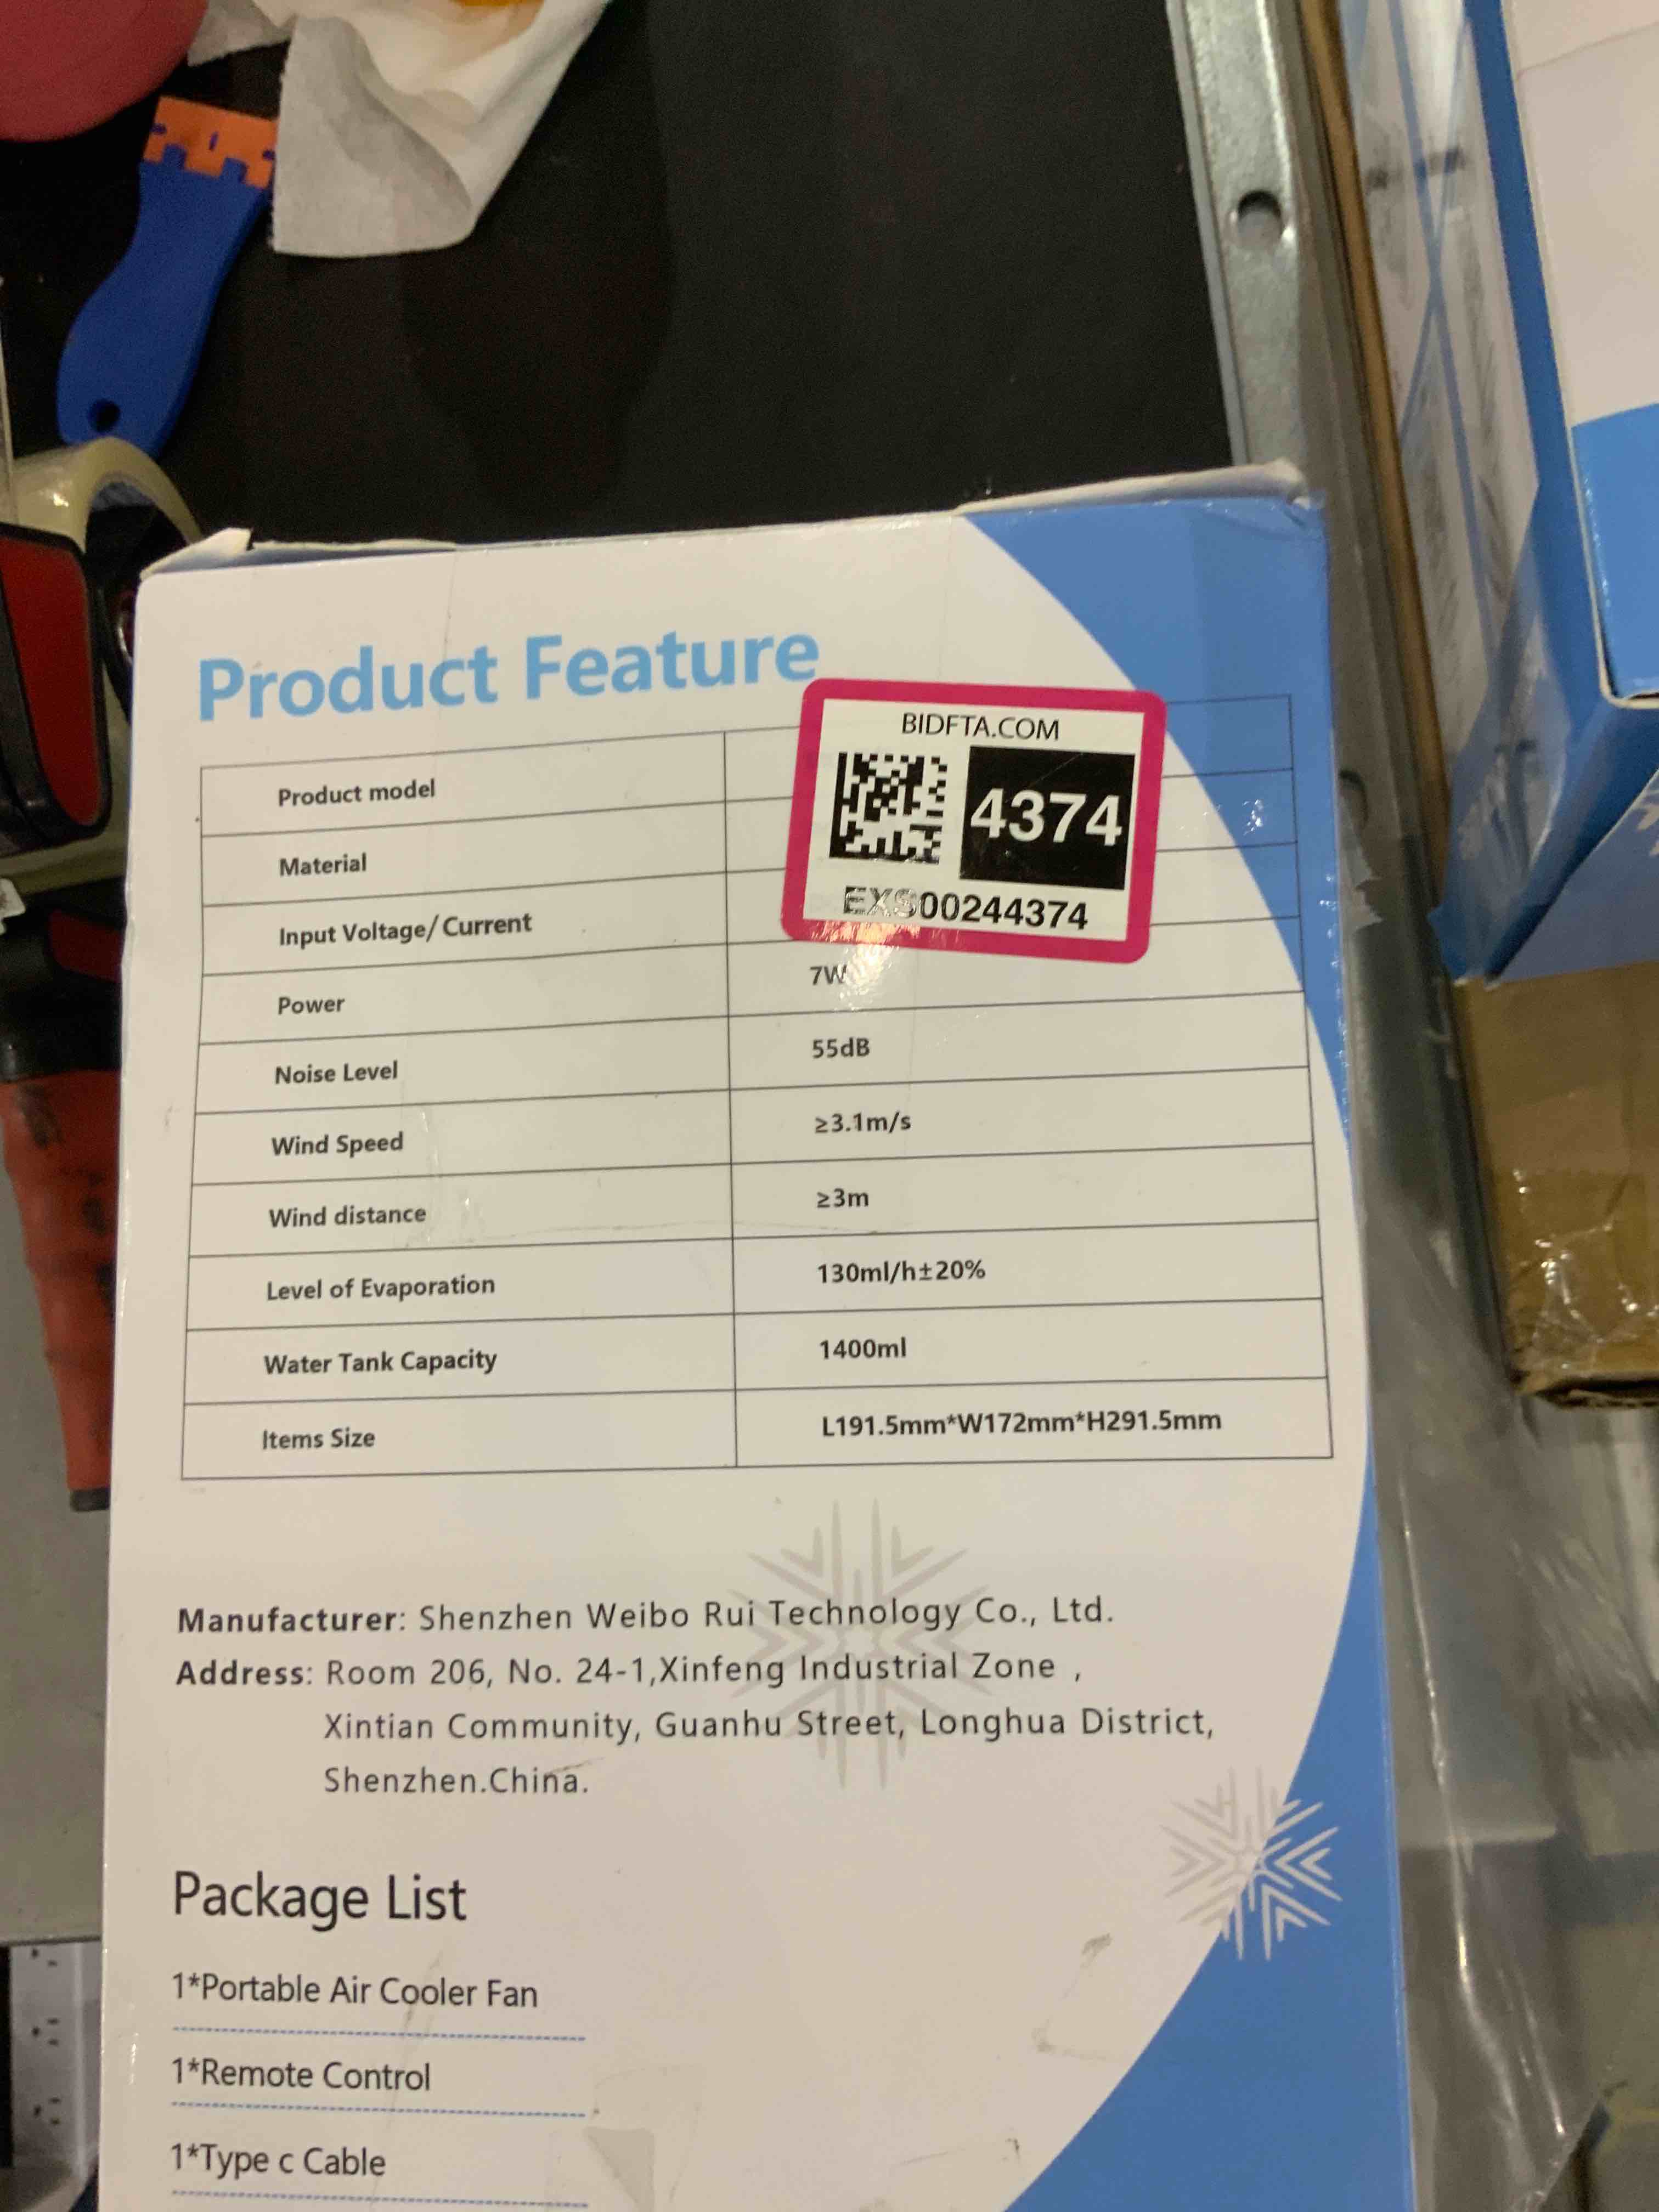 Product Feature
BIDFTA.COM
4374
EXS00244374
Product model
Material
Input Voltage/ Current
Power 7W
Noise Level 55dB
Wind Speed ≥3.1m/s
Wind distance ≥3m
Level of Evaporation 130ml/h±20%
Water Tank Capacity 1400ml
Items Size L191.5mm*W172mm*H291.5mm
Manufacturer: Shenzhen Weibo Rui Technology Co., Ltd.
Address: Room 206, No. 24-1,Xinfeng Industrial Zone ,
Xintian Community, Guanhu Street, Longhua District,
Shenzhen.China.
Package List
1*Portable Air Cooler Fan
1*Remote Control
1*Type c Cable